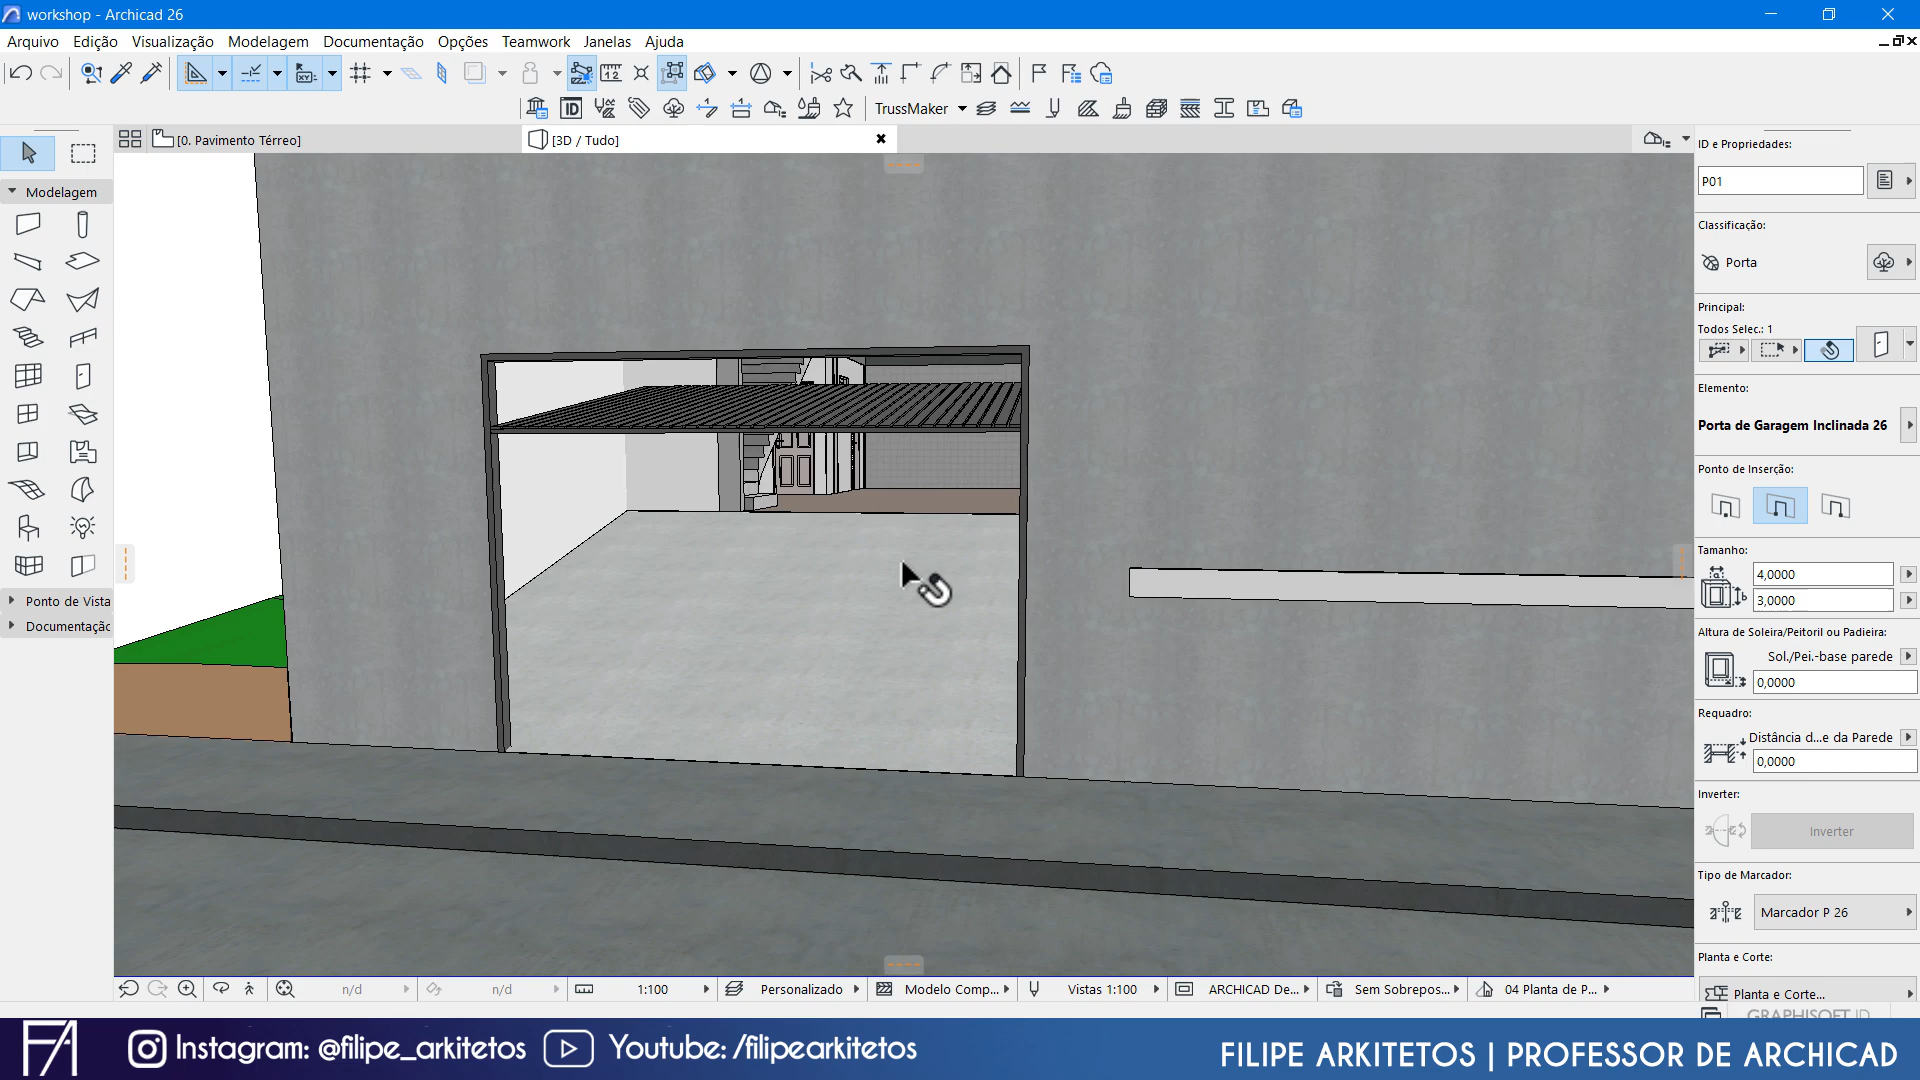 workshop - Archicad 26
Arquivo Edição Visualização Modelagem Documentação Opções Teamwork Janelas Ajuda
TrussMaker
[0. Pavimento Térreo]
[3D / Tudo]
Modelagem
Ponto de Vista
Documentaçãc
ID e Propriedades:
P01
Classificação:
Porta
Principal:
Todos Selec.: 1
Elemento:
Porta de Garagem Inclinada 26
Ponto de Inserção:
Tamanho:
4,0000
3,0000
Altura de Soleira/Peitoril ou Padieira:
Sol./Pei.-base parede
0,0000
Requadro:
Distância d...e da Parede
0,0000
Inverter:
Inverter
Tipo de Marcador:
Marcador P 26
Planta e Corte:
Planta e Corte...
n/d n/d 1:100 Personalizado Modelo Comp... Vistas 1:100 ARCHICAD De... Sem Sobrepos... 04 Planta de P...
GRAPHISOFT ID
FA Instagram: @filipe_arkitetos Youtube: /filipearkitetos
FILIPE ARKITETOS | PROFESSOR DE ARCHICAD